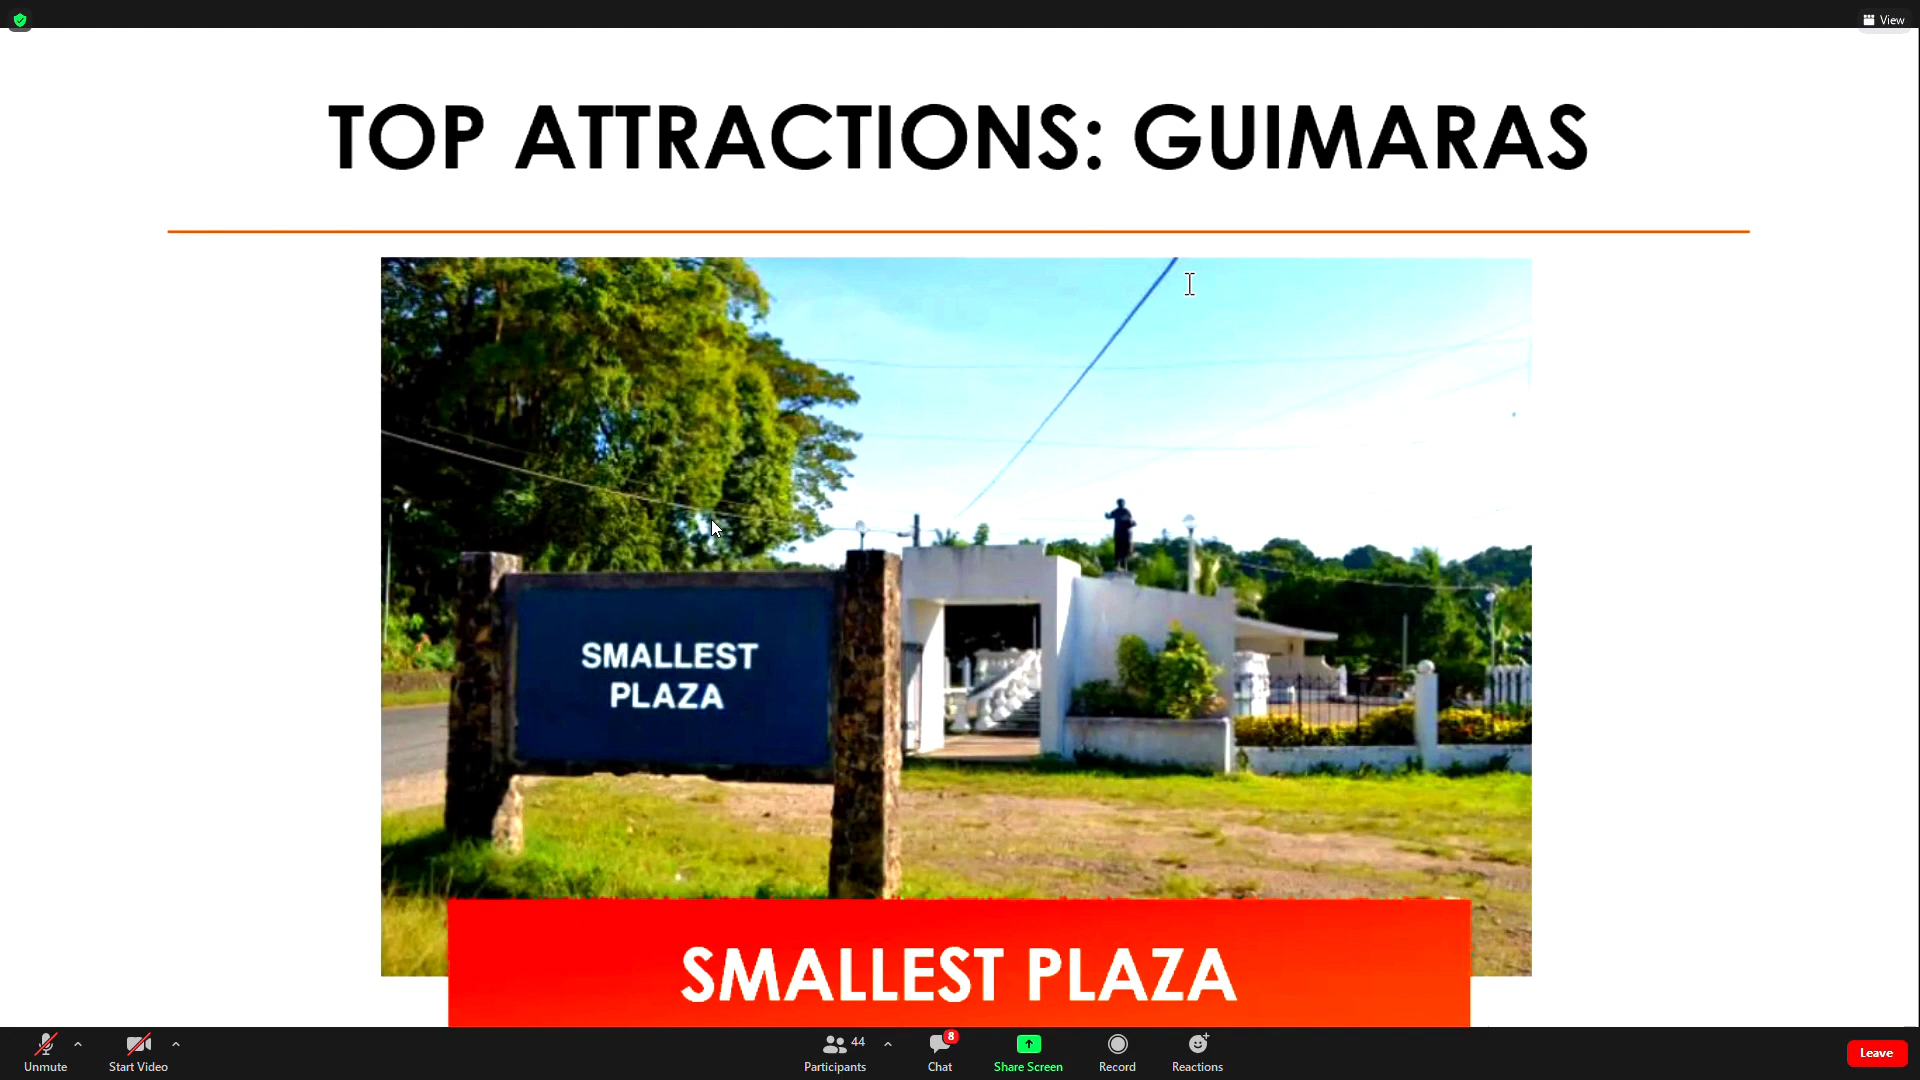 View
TOP ATTRACTIONS: GUIMARAS
SMALLEST
PLAZA
SMALLEST PLAZA
Unmute
Start Video
44
Participants
8
Chat
Share Screen
Record
Reactions
Leave